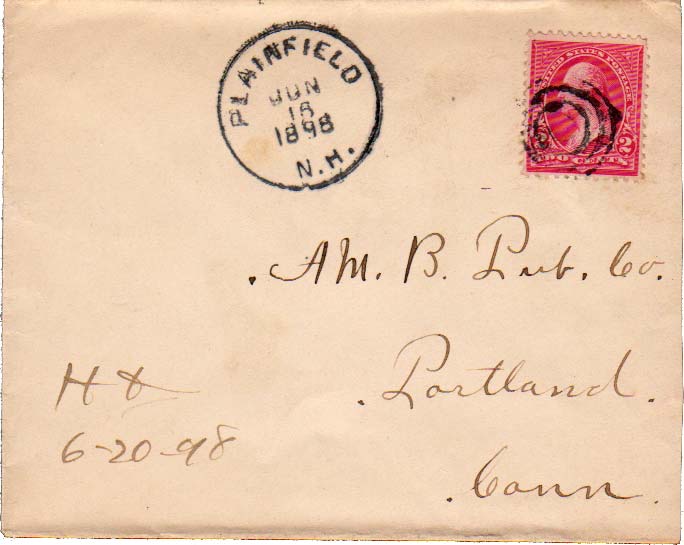 PLAINFIELD
JUN
16
1898
N.H.
UNITED STATES POSTAGE
TWO CENTS
2
AM. B. Pub. Co.
Portland.
Conn.
6-20-98